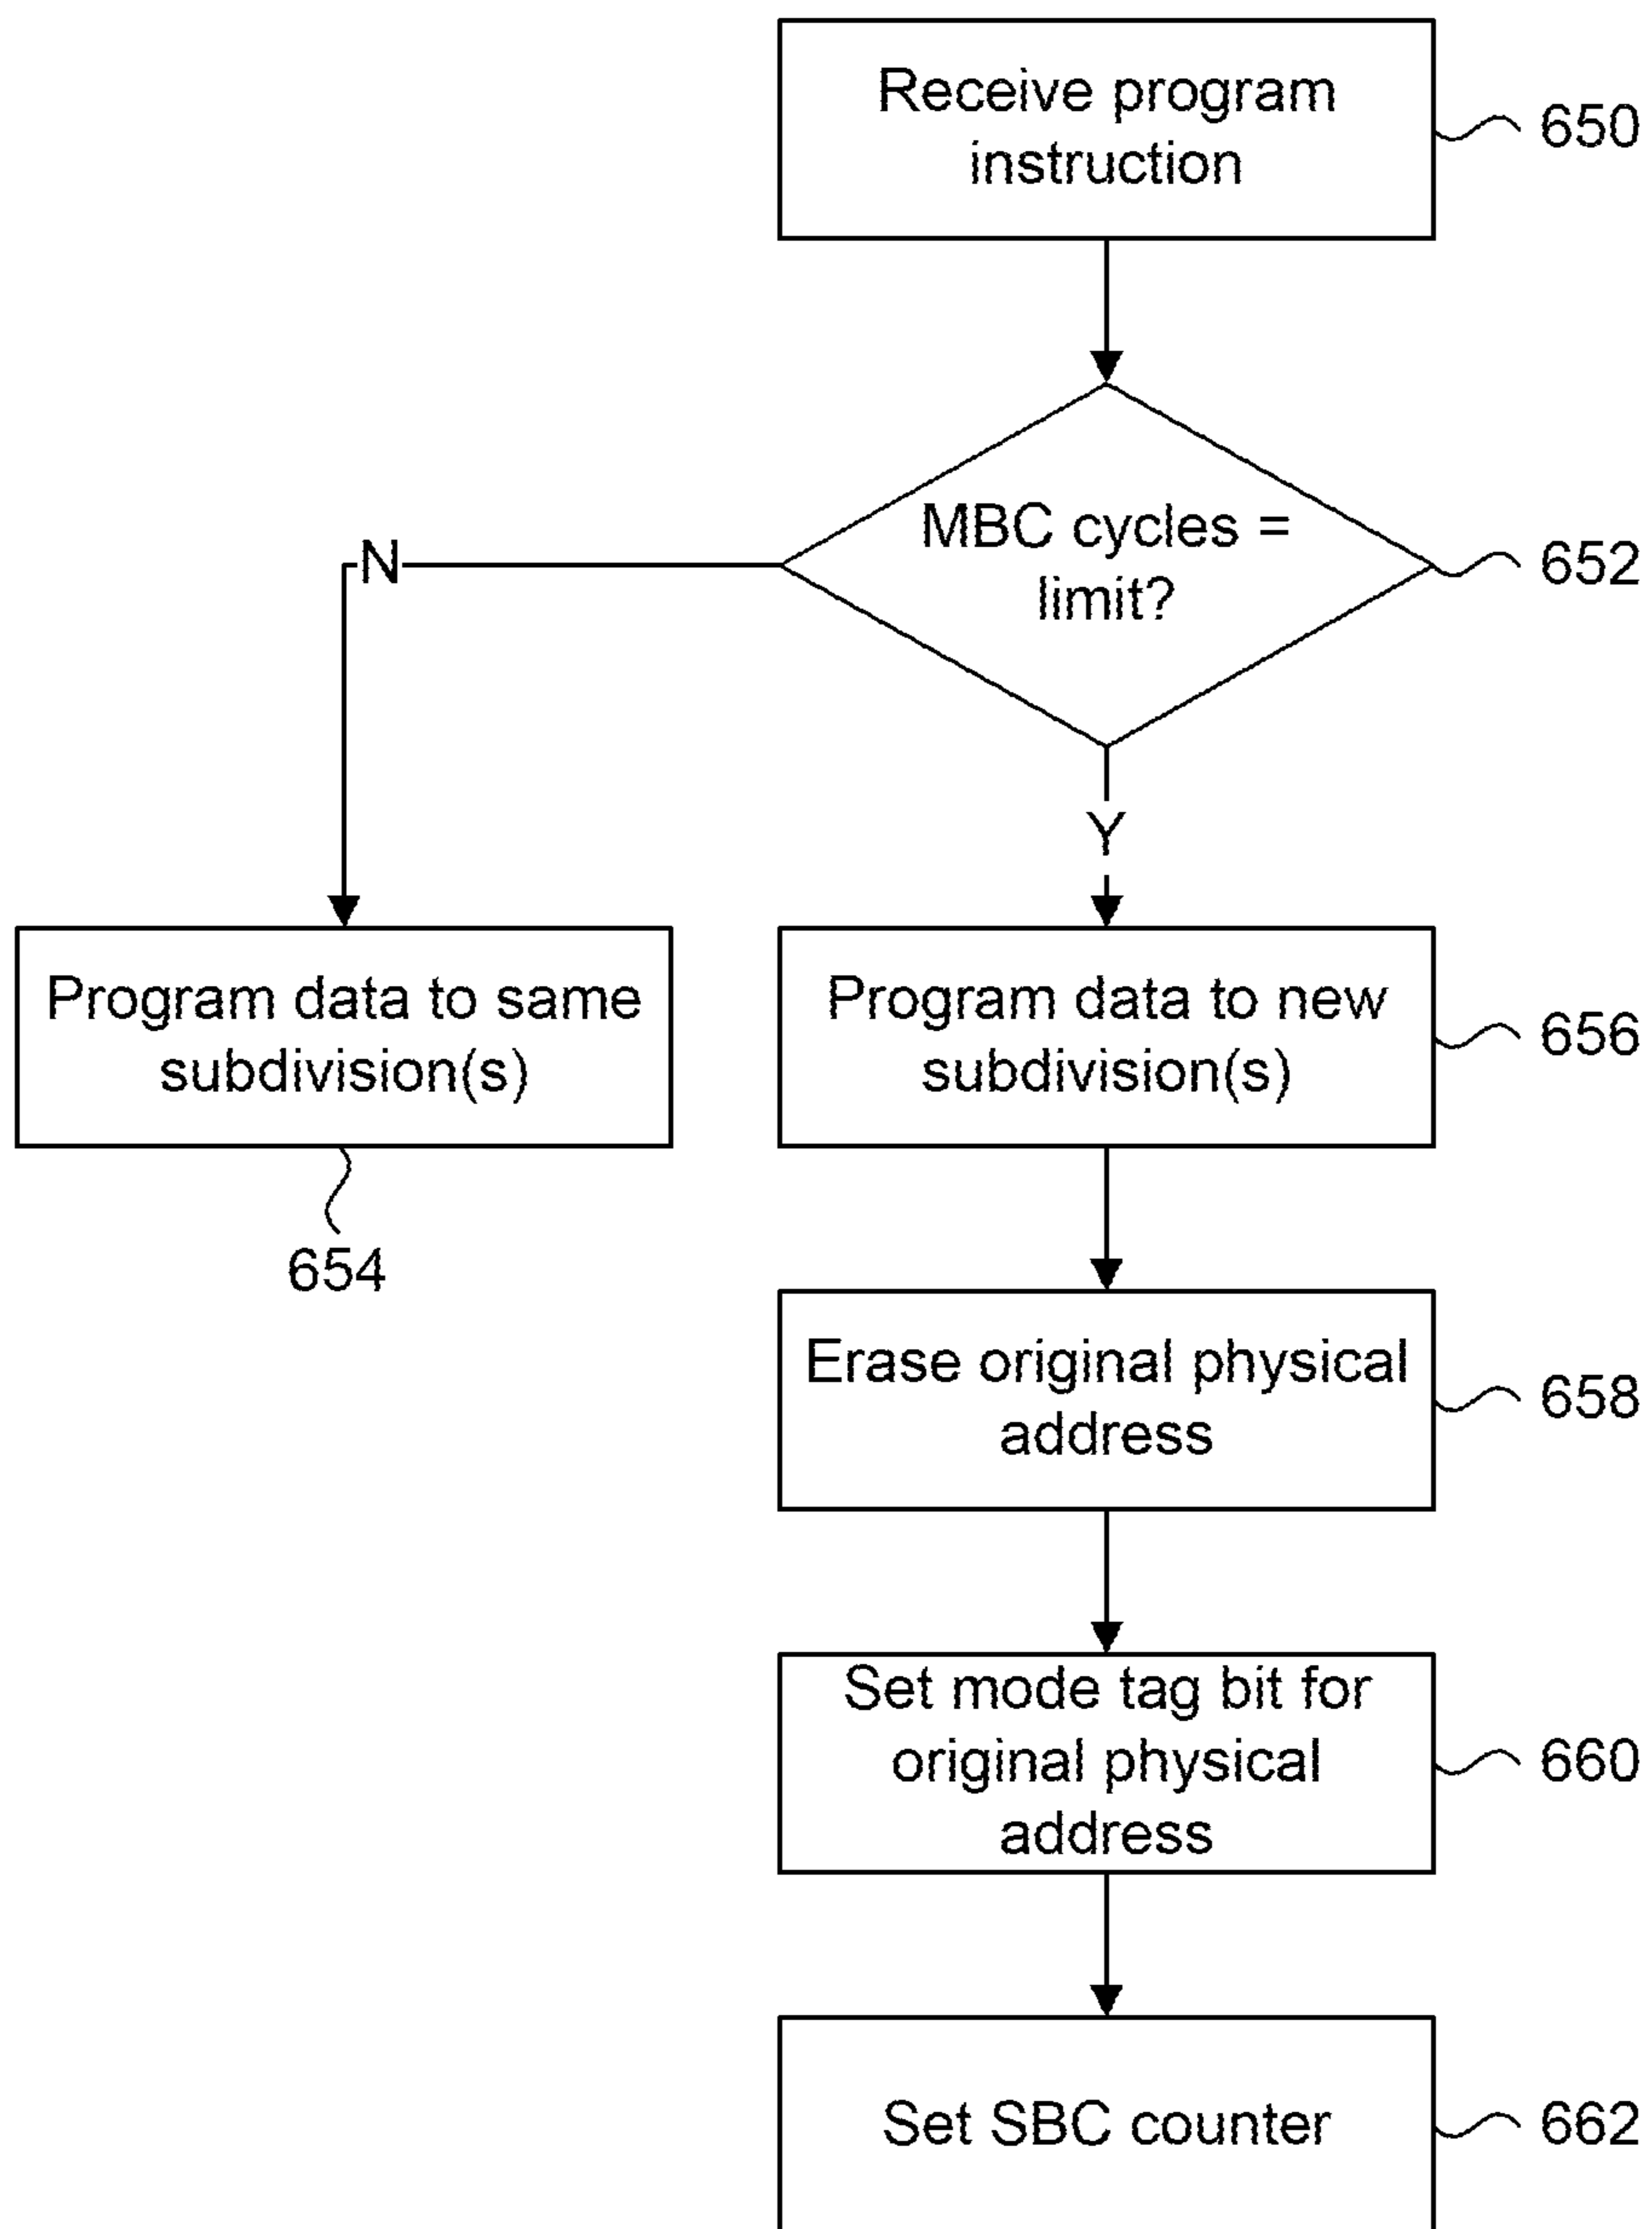 Receive program
instruction
650
MBC cycles =
limit?
652
N
Y
Program data to same
subdivision(s)
654
Program data to new
subdivision(s)
656
Erase original physical
address
658
Set mode tag bit for
original physical
address
660
Set SBC counter
662